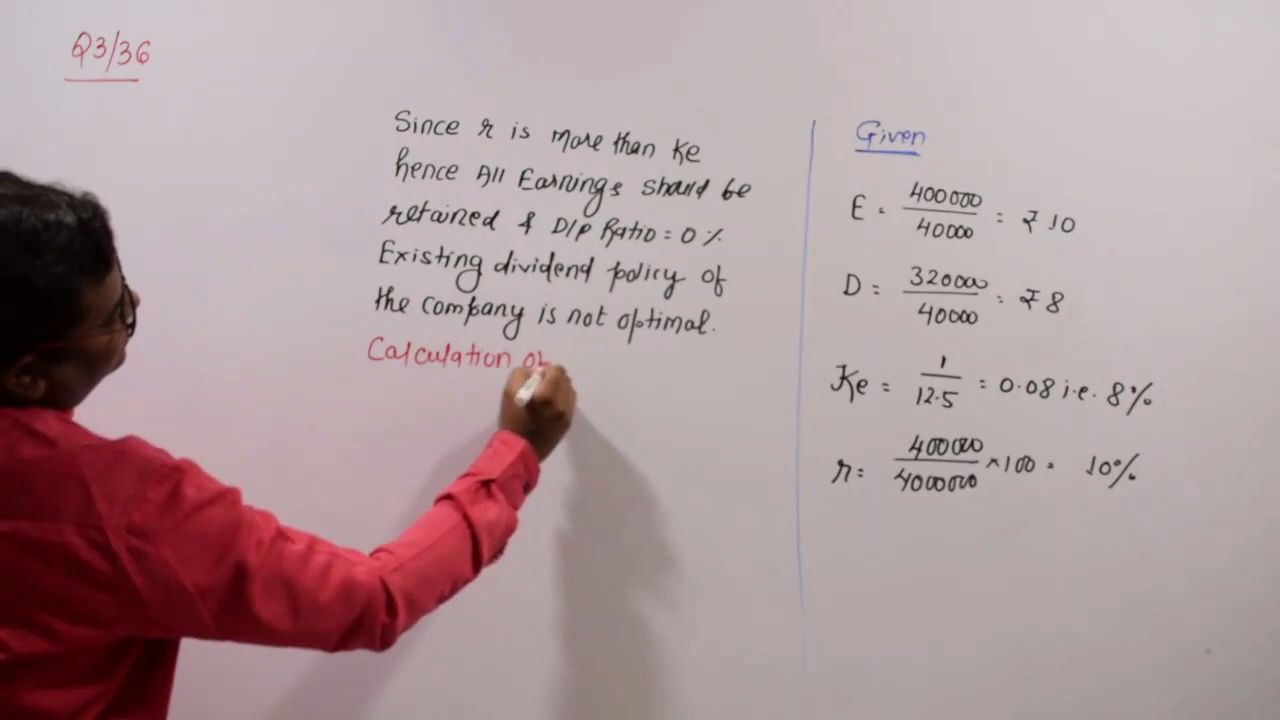 Q3/36
Since r is more than Ke
hence All Earnings should be
retained & D/P Ratio = 0%
Existing dividend policy of
the company is not optimal.
Calculation of
Given
E = 400000/40000 = ₹ 10
D = 320000/40000 = ₹ 8
Ke = 1/12.5 = 0.08 i.e. 8%
r = 400000/4000000 × 100 = 10%